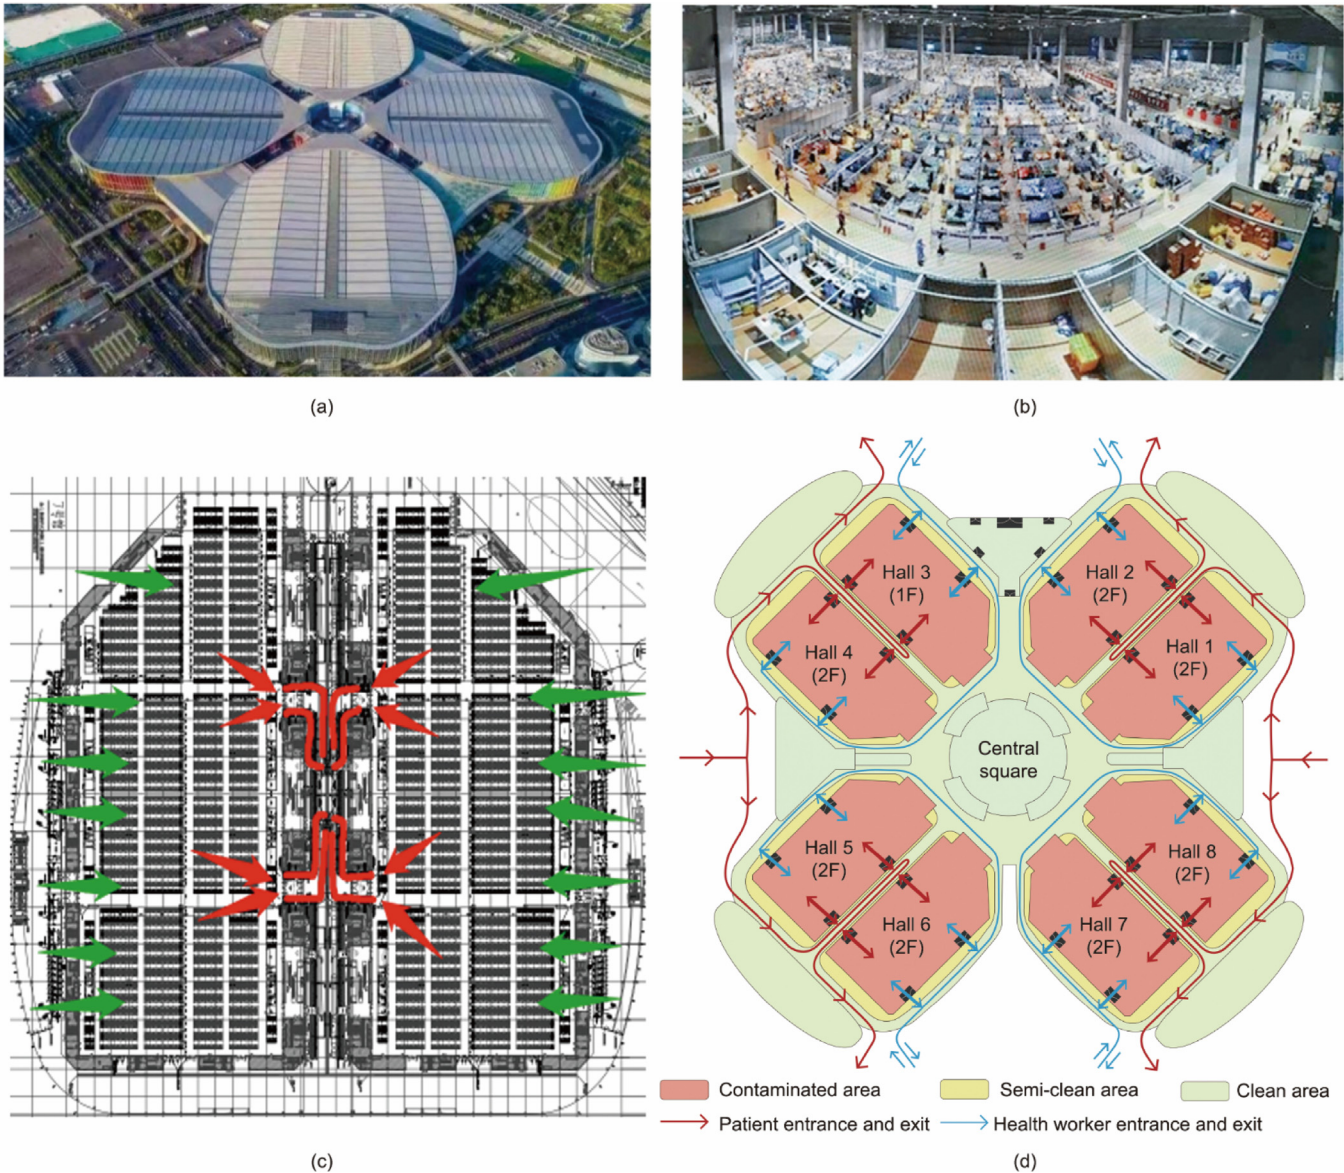 (a)
(b)
Hall 3
(1F)
Hall 2
(2F)
Hall 4
(2F)
Hall 1
(2F)
Central
square
Hall 5
(2F)
Hall 8
(2F)
Hall 6
(2F)
Hall 7
(2F)
Contaminated area
Semi-clean area
Clean area
Patient entrance and exit
Health worker entrance and exit
(c)
(d)